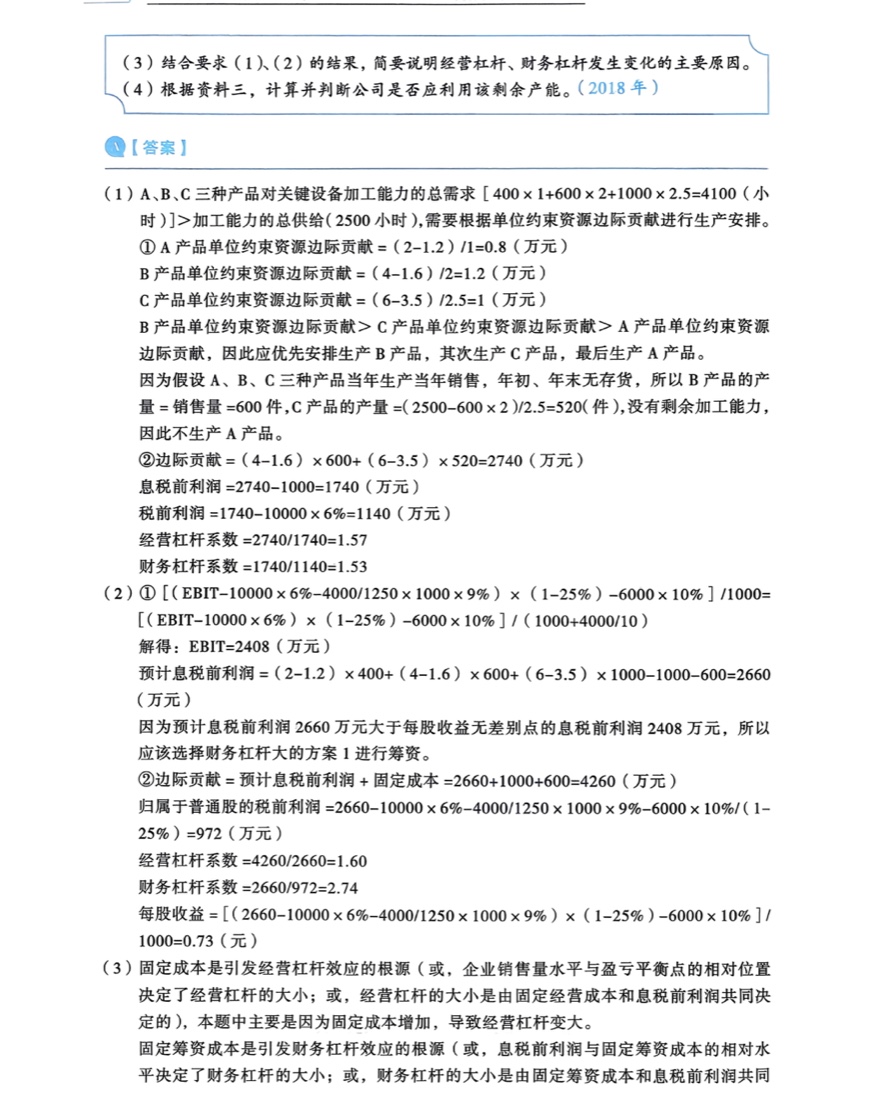 （3）结合要求（1）、（2）的结果，简要说明经营杠杆、财务杠杆发生变化的主要原因。
（4）根据资料三，计算并判断公司是否应利用该剩余产能。（2018 年）
【答案】
（1）A、B、C 三种产品对关键设备加工能力的总需求［400×1+600×2+1000×2.5=4100（小
时）］＞加工能力的总供给（2500 小时），需要根据单位约束资源边际贡献进行生产安排。
① A 产品单位约束资源边际贡献 =（2-1.2）/1=0.8（万元）
B 产品单位约束资源边际贡献 =（4-1.6）/2=1.2（万元）
C 产品单位约束资源边际贡献 =（6-3.5）/2.5=1（万元）
B 产品单位约束资源边际贡献＞ C 产品单位约束资源边际贡献＞ A 产品单位约束资源
边际贡献，因此应优先安排生产 B 产品，其次生产 C 产品，最后生产 A 产品。
因为假设 A、B、C 三种产品当年生产当年销售，年初、年末无存货，所以 B 产品的产
量 = 销售量 =600 件，C 产品的产量 =（2500-600×2）/2.5=520（件），没有剩余加工能力，
因此不生产 A 产品。
②边际贡献 =（4-1.6）×600+（6-3.5）×520=2740（万元）
息税前利润 =2740-1000=1740（万元）
税前利润 =1740-10000×6%=1140（万元）
经营杠杆系数 =2740/1740=1.57
财务杠杆系数 =1740/1140=1.53
（2）①［（EBIT-10000×6%-4000/1250×1000×9%）×（1-25%）-6000×10%］/1000=
［（EBIT-10000×6%）×（1-25%）-6000×10%］/（1000+4000/10）
解得：EBIT=2408（万元）
预计息税前利润 =（2-1.2）×400+（4-1.6）×600+（6-3.5）×1000-1000-600=2660
（万元）
因为预计息税前利润 2660 万元大于每股收益无差别点的息税前利润 2408 万元，所以
应该选择财务杠杆大的方案 1 进行筹资。
②边际贡献 = 预计息税前利润 + 固定成本 =2660+1000+600=4260（万元）
归属于普通股的税前利润 =2660-10000×6%-4000/1250×1000×9%-6000×10%/（1-
25%）=972（万元）
经营杠杆系数 =4260/2660=1.60
财务杠杆系数 =2660/972=2.74
每股收益 =［（2660-10000×6%-4000/1250×1000×9%）×（1-25%）-6000×10%］/
1000=0.73（元）
（3）固定成本是引发经营杠杆效应的根源（或，企业销售量水平与盈亏平衡点的相对位置
决定了经营杠杆的大小；或，经营杠杆的大小是由固定经营成本和息税前利润共同决
定的），本题中主要是因为固定成本增加，导致经营杠杆变大。
固定筹资成本是引发财务杠杆效应的根源（或，息税前利润与固定筹资成本的相对水
平决定了财务杠杆的大小；或，财务杠杆的大小是由固定筹资成本和息税前利润共同